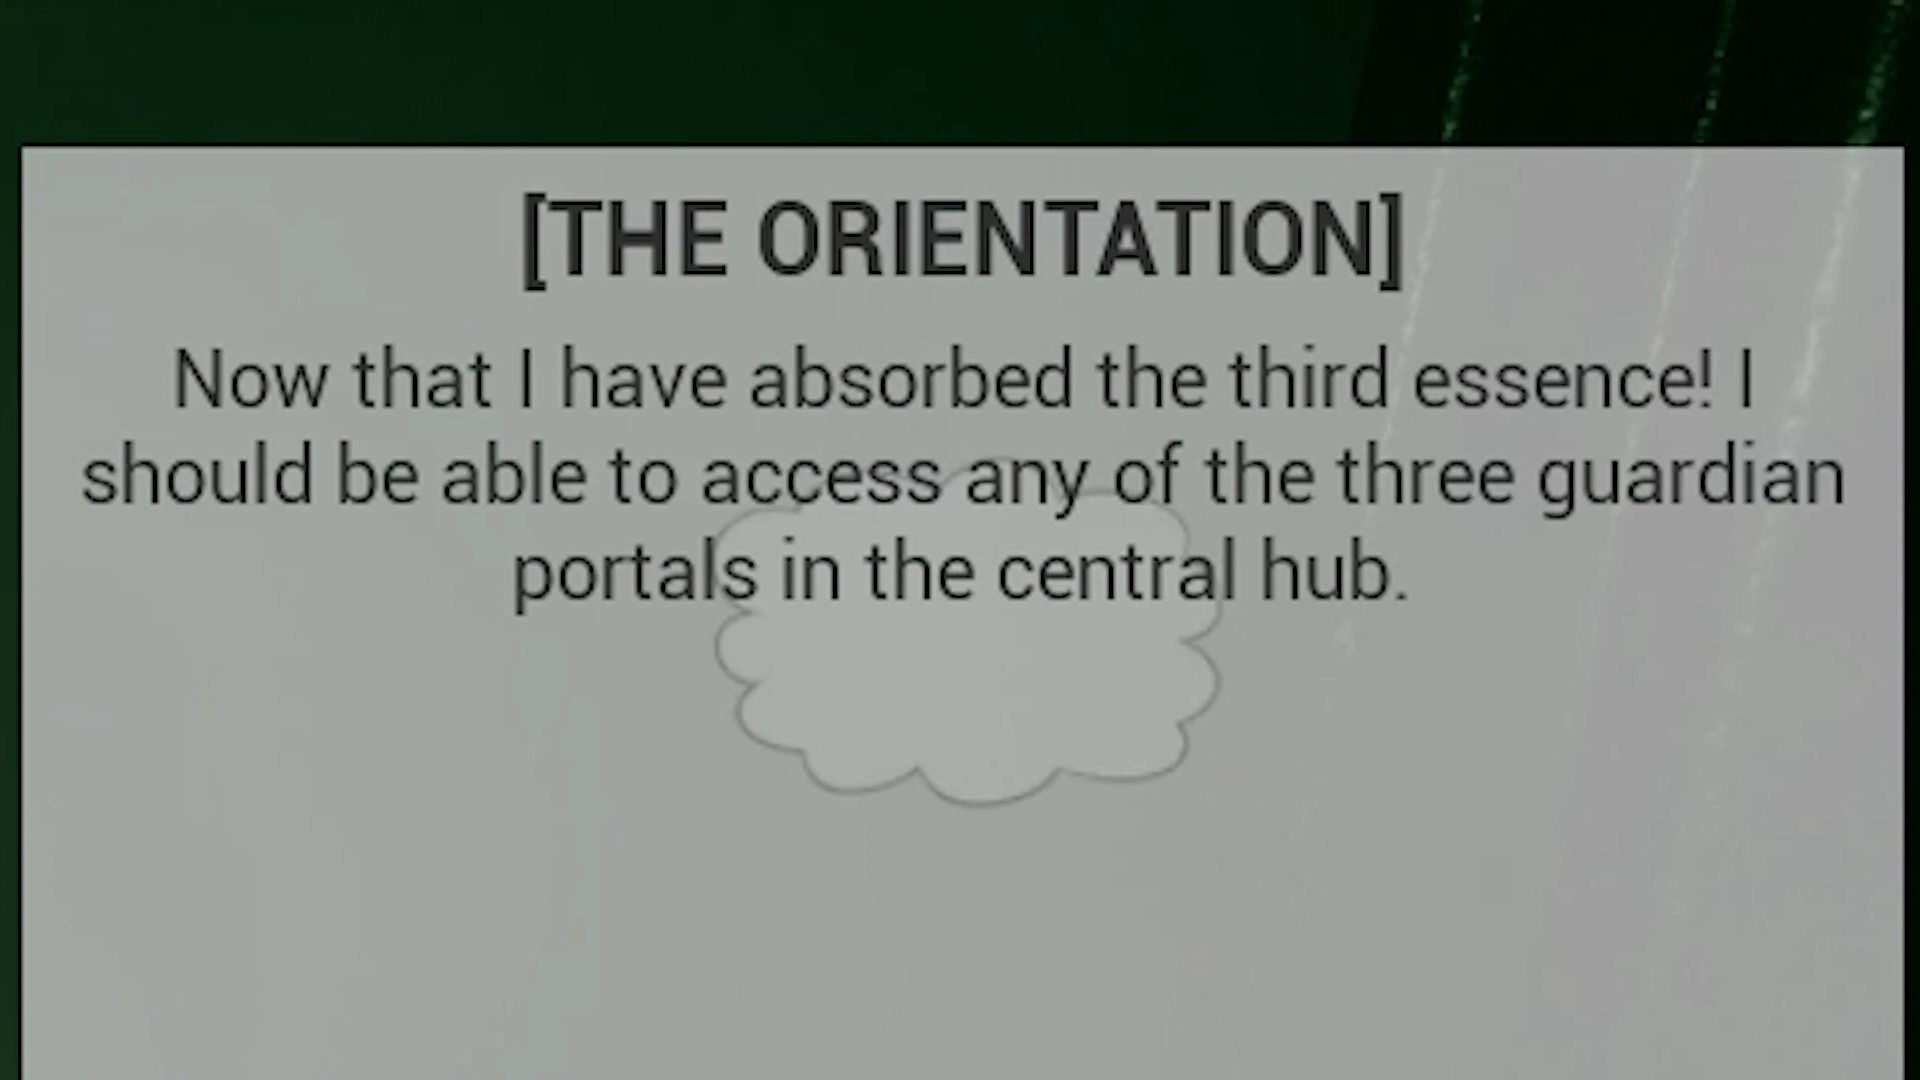 [THE ORIENTATION]
Now that I have absorbed the third essence! I
should be able to access any of the three guardian
portals in the central hub.